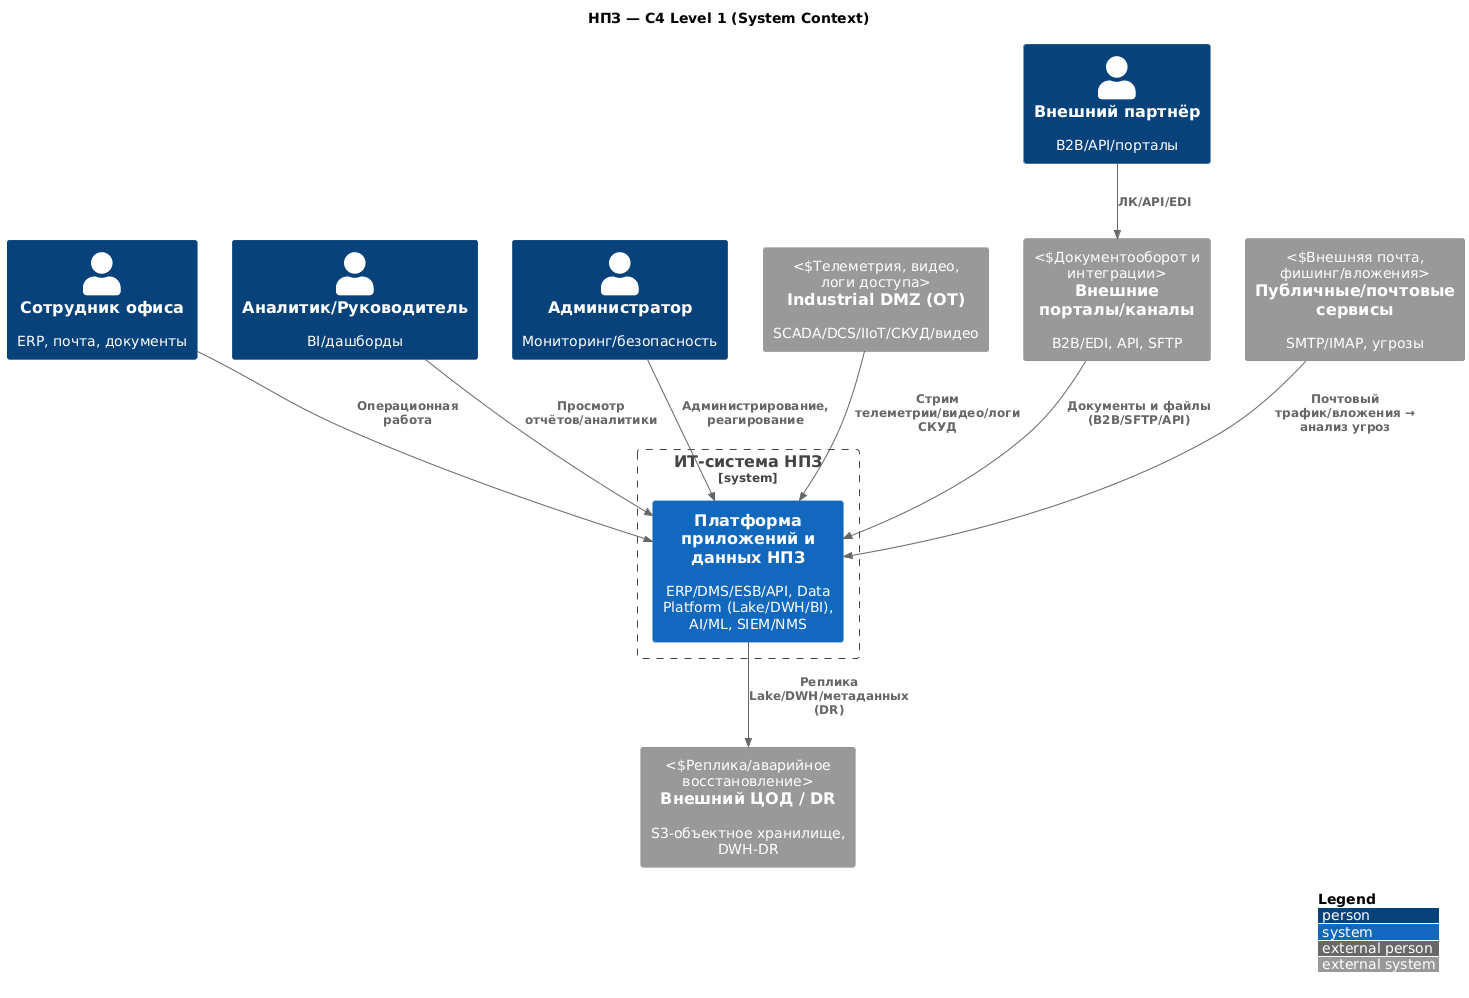 НПЗ — C4 Level 1 (System Context)
Внешний партнёр
B2B/API/порталы
ЛК/API/EDI
Сотрудник офиса
ERP, почта, документы
Аналитик/Руководитель
BI/дашборды
Администратор
Мониторинг/безопасность
<$Телеметрия, видео,
логи доступа>
Industrial DMZ (OT)
SCADA/DCS/IIoT/СКУД/видео
<$Документооборот и
интеграции>
Внешние
порталы/каналы
B2B/EDI, API, SFTP
<$Внешняя почта,
фишинг/вложения>
Публичные/почтовые
сервисы
SMTP/IMAP, угрозы
Операционная
работа
Просмотр
отчётов/аналитики
Администрирование,
реагирование
Стрим
телеметрии/видео/логи
СКУД
Документы и файлы
(B2B/SFTP/API)
Почтовый
трафик/вложения →
анализ угроз
ИТ-система НПЗ
[system]
Платформа
приложений и
данных НПЗ
ERP/DMS/ESB/API, Data
Platform (Lake/DWH/BI),
AI/ML, SIEM/NMS
Реплика
Lake/DWH/метаданных
(DR)
<$Реплика/аварийное
восстановление>
Внешний ЦОД / DR
S3-объектное хранилище,
DWH-DR
Legend
person
system
external person
external system